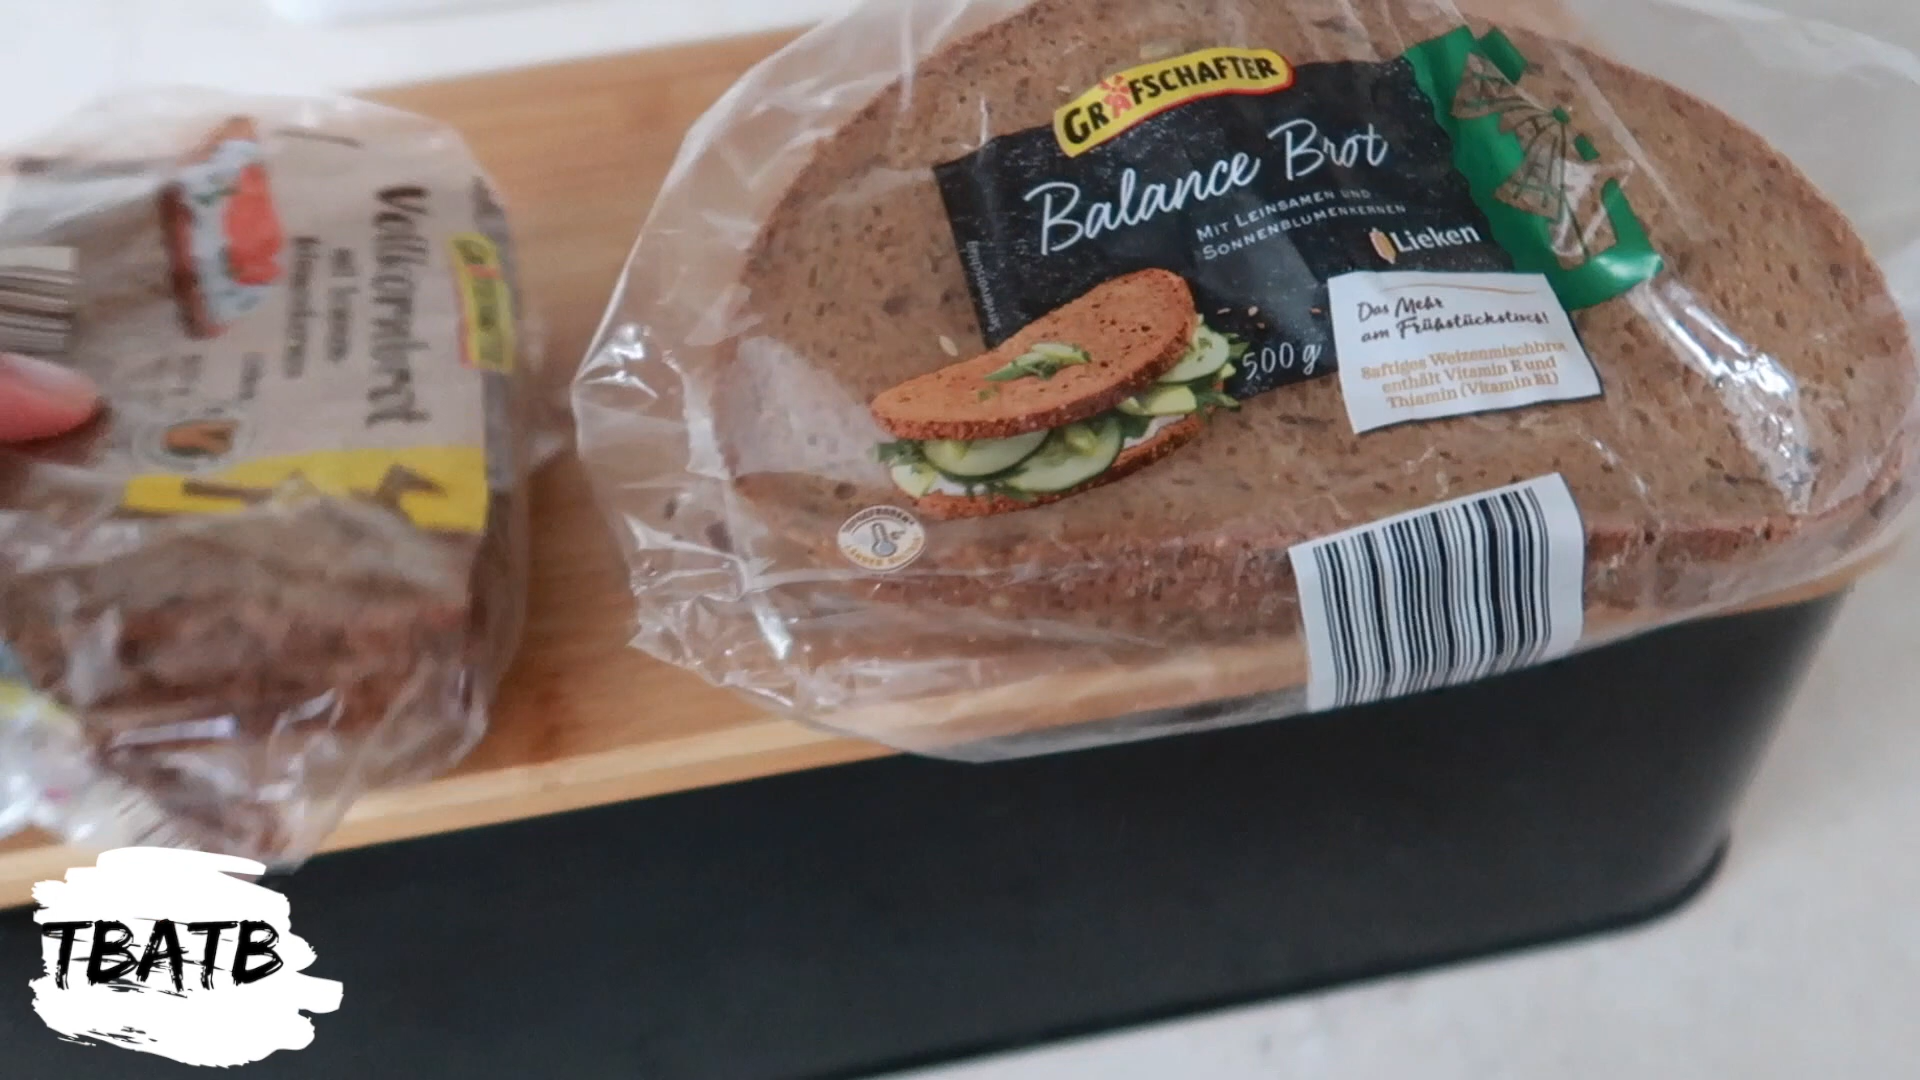 GRAFSCHAFTER
Balance Brot
MIT LEINSAMEN UND
SONNENBLUMENKERNEN
Lieken
500 g
Das Mehr
am Frühstückstisch!
Saftiges Weizenmischbrot
enthält Vitamin E und
Thiamin (Vitamin B1)
Vollkornbrot
TBATB